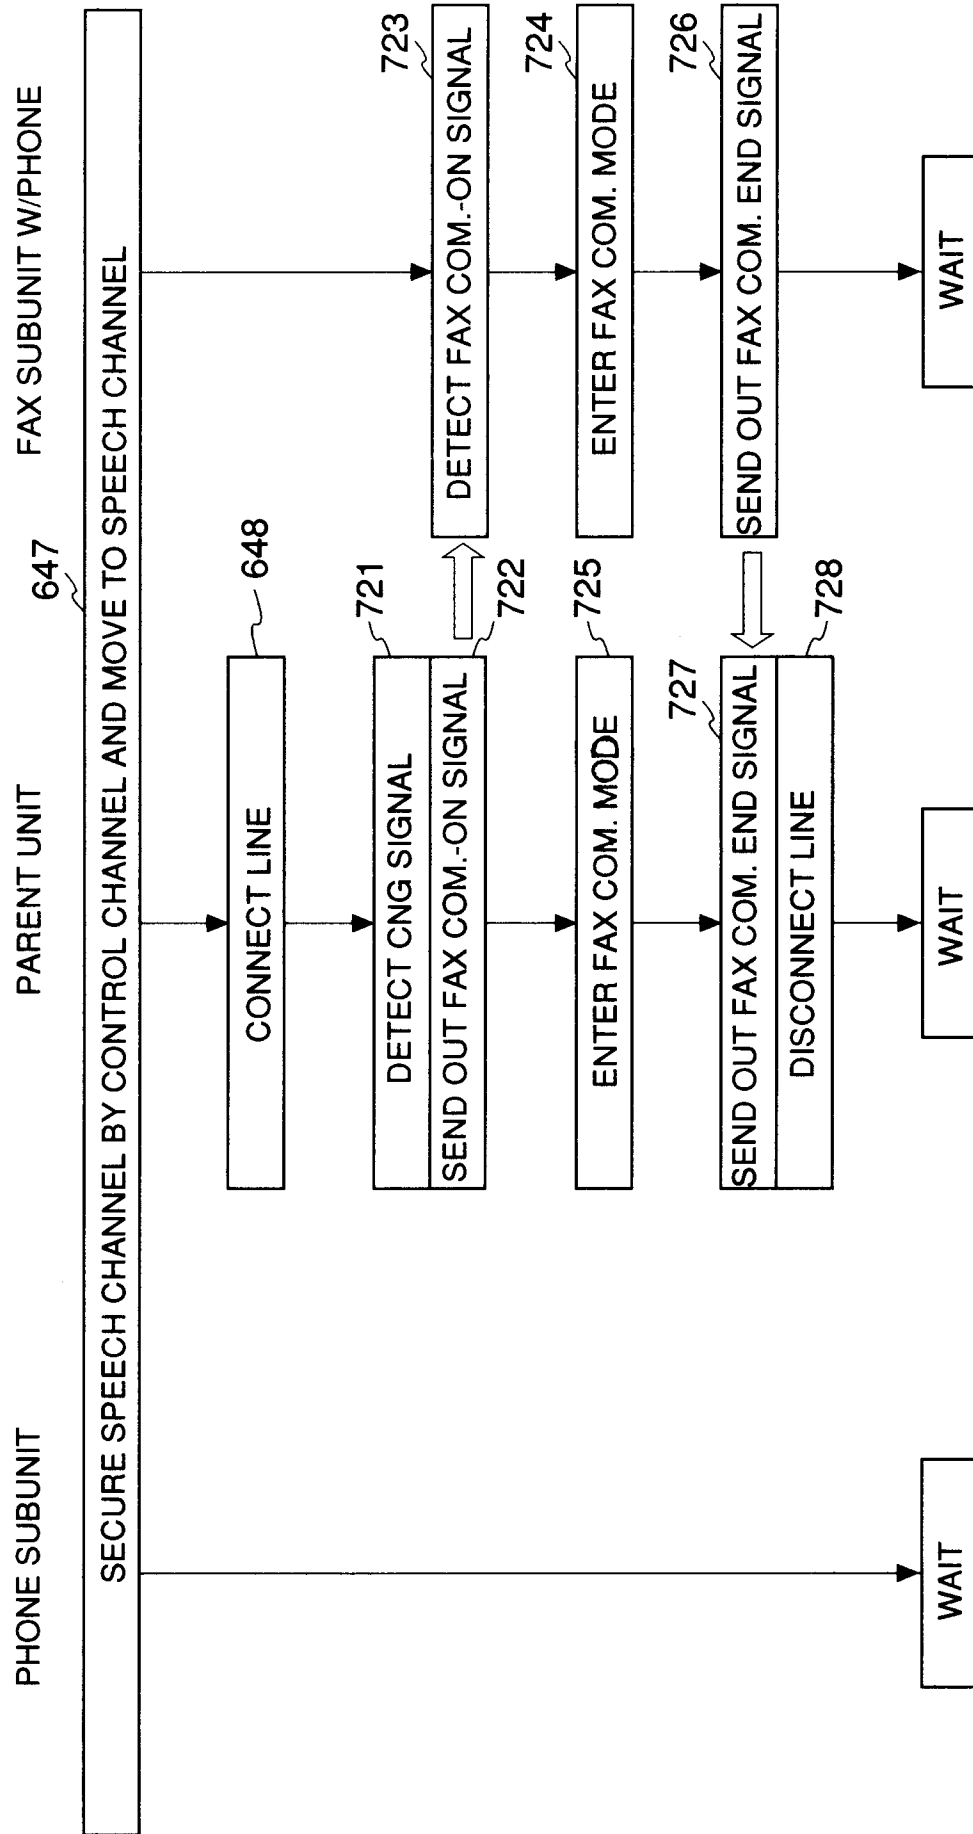 PHONE SUBUNIT
PARENT UNIT
FAX SUBUNIT W/PHONE
647
SECURE SPEECH CHANNEL BY CONTROL CHANNEL AND MOVE TO SPEECH CHANNEL
648
CONNECT LINE
721
DETECT CNG SIGNAL
722
SEND OUT FAX COM.-ON SIGNAL
723
DETECT FAX COM.-ON SIGNAL
725
ENTER FAX COM. MODE
724
ENTER FAX COM. MODE
727
SEND OUT FAX COM. END SIGNAL
726
SEND OUT FAX COM. END SIGNAL
728
DISCONNECT LINE
WAIT
WAIT
WAIT